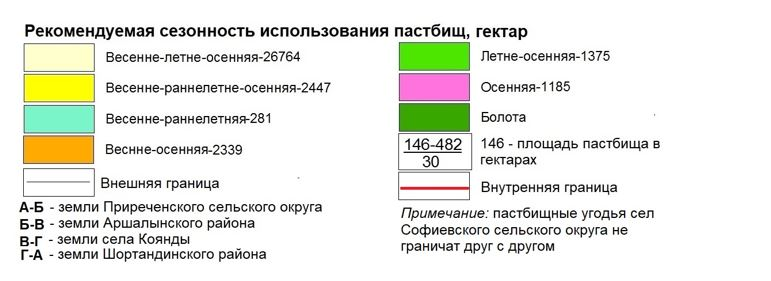 Рекомендуемая сезонность использования пастбищ, гектар
Весенне-летне-осенняя-26764
Весенне-раннелетне-осенняя-2447
Весенне-раннелетняя-281
Веснне-осенняя-2339
Внешняя граница
А-Б - земли Приреченского сельского округа
Б-В - земли Аршалынского района
В-Г - земли села Коянды
Г-А - земли Шортандинского района
Летне-осенняя-1375
Осенняя-1185
Болота
146-482
30
146 - площадь пастбища в
гектарах
Внутренняя граница
Примечание: пастбищные угодья сел
Софиевского сельского округа не
граничат друг с другом